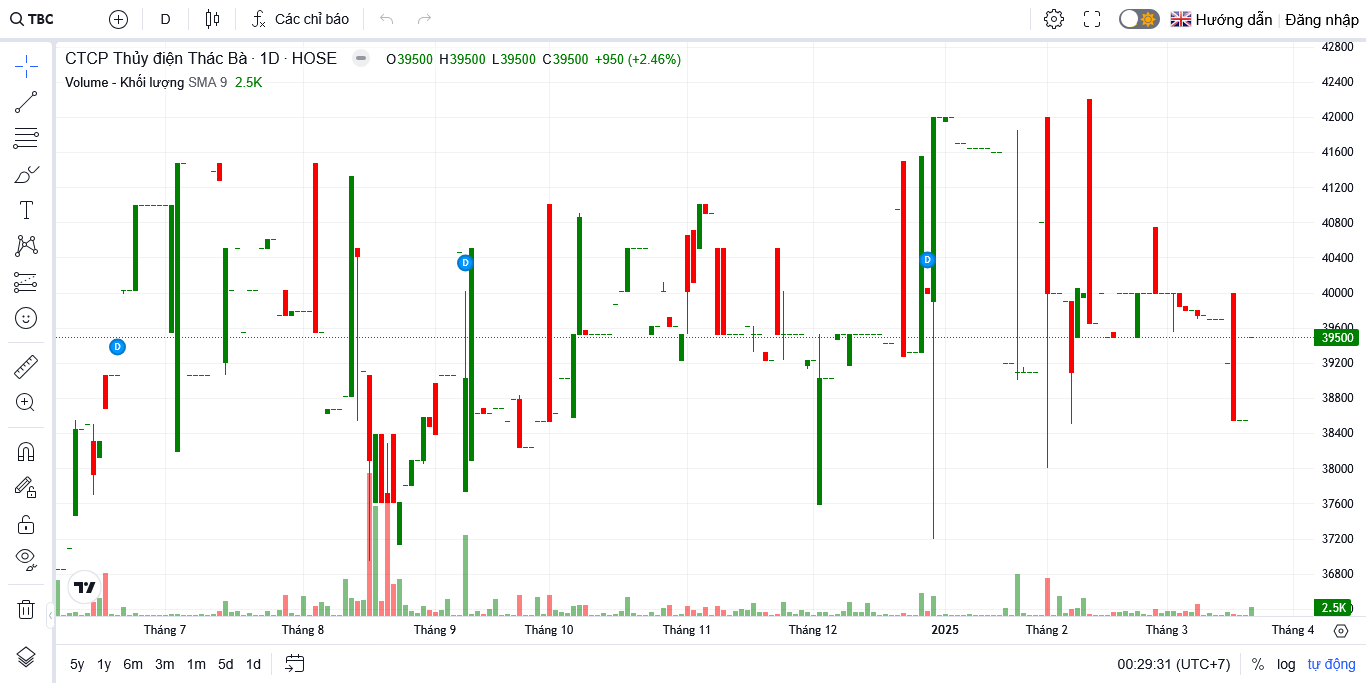 TBC D Các chỉ báo Hướng dẫn Đăng nhập
CTCP Thủy điện Thác Bà · 1D · HOSE O39500 H39500 L39500 C39500 +950 (+2.46%)
Volume - Khối lượng SMA 9 2.5K
42800
42400
42000
41600
41200
40800
40400
D
D
40000
39600
39500
D
39200
38800
38400
38000
37600
37200
36800
2.5K
Tháng 7 Tháng 8 Tháng 9 Tháng 10 Tháng 11 Tháng 12 2025 Tháng 2 Tháng 3 Tháng 4
5y 1y 6m 3m 1m 5d 1d 00:29:31 (UTC+7) % log tự động